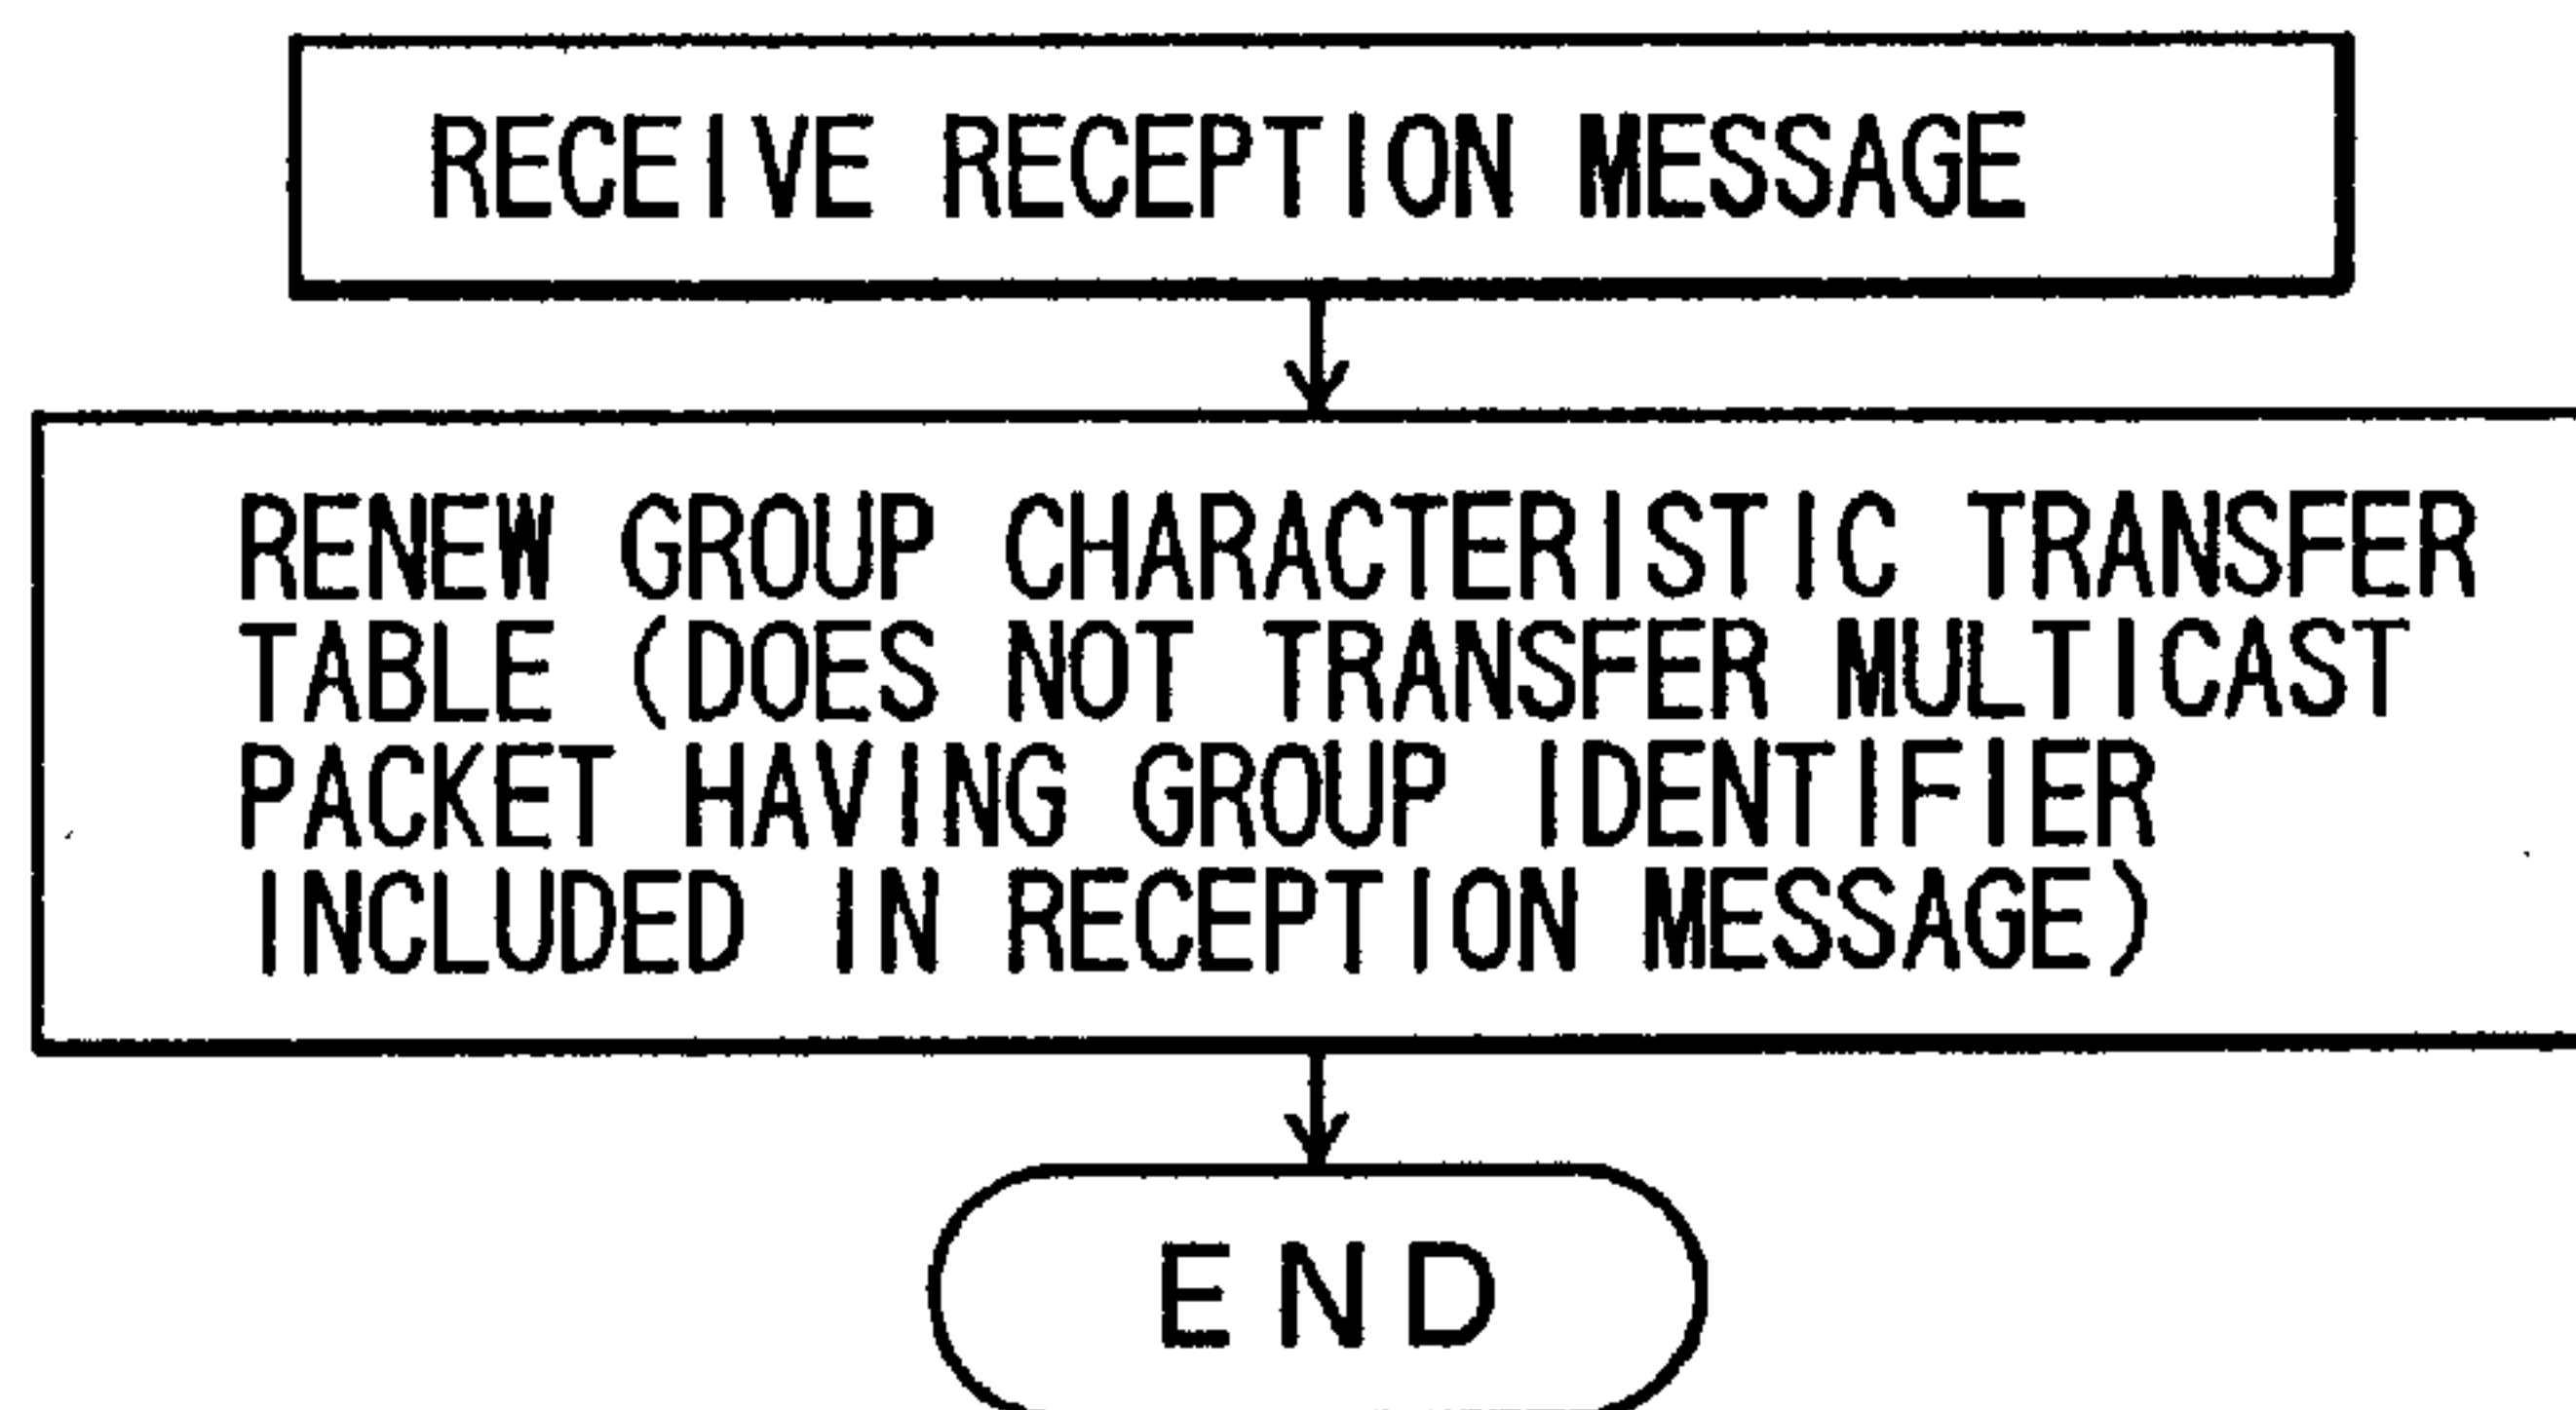 RECEIVE RECEPTION MESSAGE
RENEW GROUP CHARACTERISTIC TRANSFER
TABLE (DOES NOT TRANSFER MULTICAST
PACKET HAVING GROUP IDENTIFIER
INCLUDED IN RECEPTION MESSAGE)
END